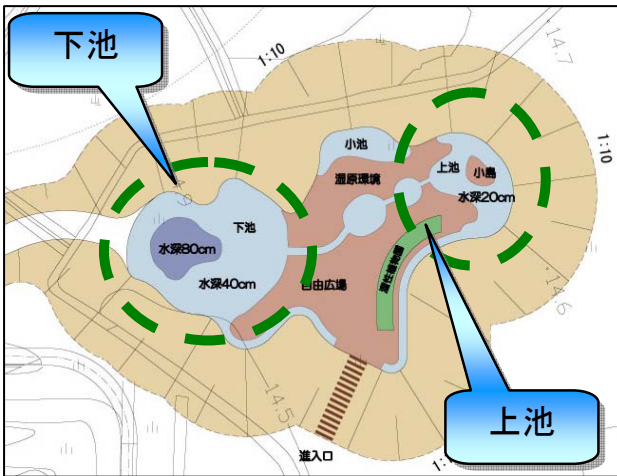 下池
1:10
14.7
小池
上池
小島
湿原環境
水深20cm
1:10
下池
水深80cm
水深40cm
自由広場
14.6
14.5
上池
進入口